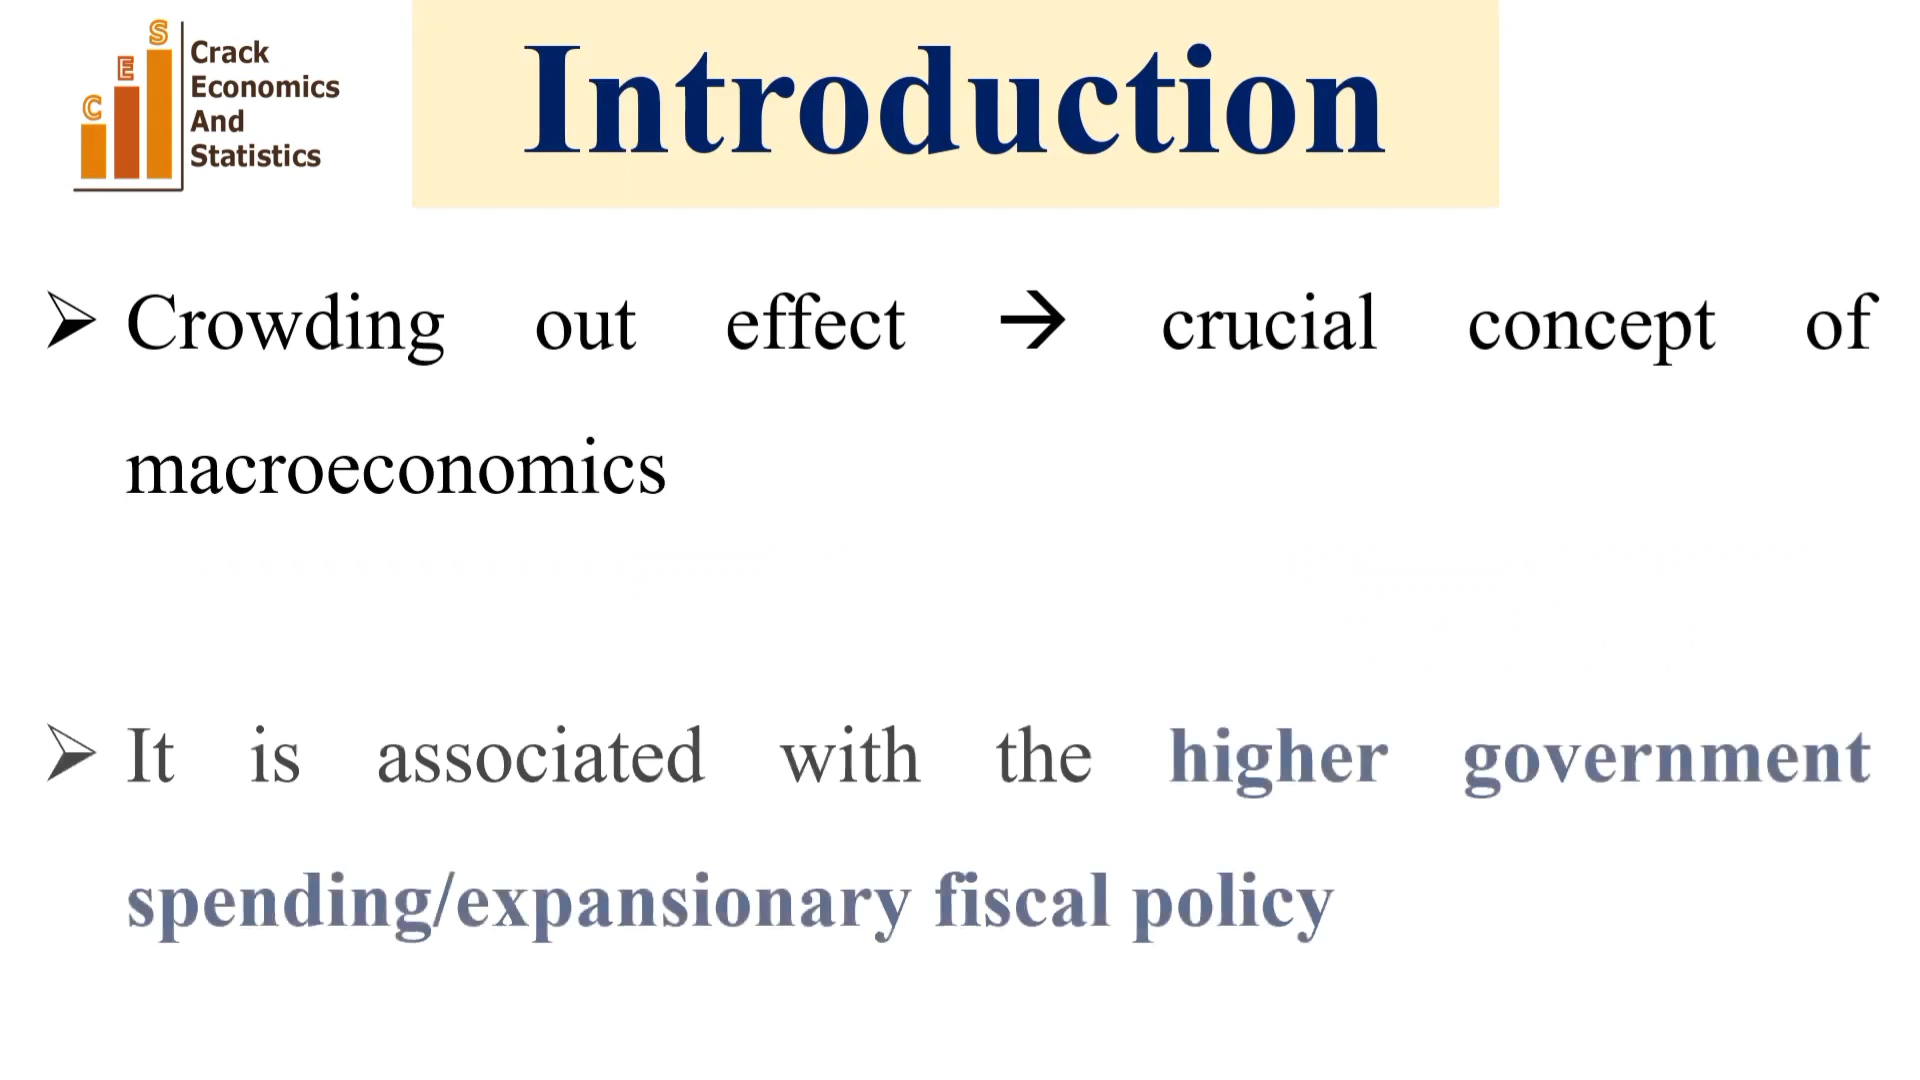 S
E
C
Crack
Economics
And
Statistics
Introduction
➢ Crowding out effect → crucial concept of
macroeconomics
➢ It is associated with the higher government
spending/expansionary fiscal policy